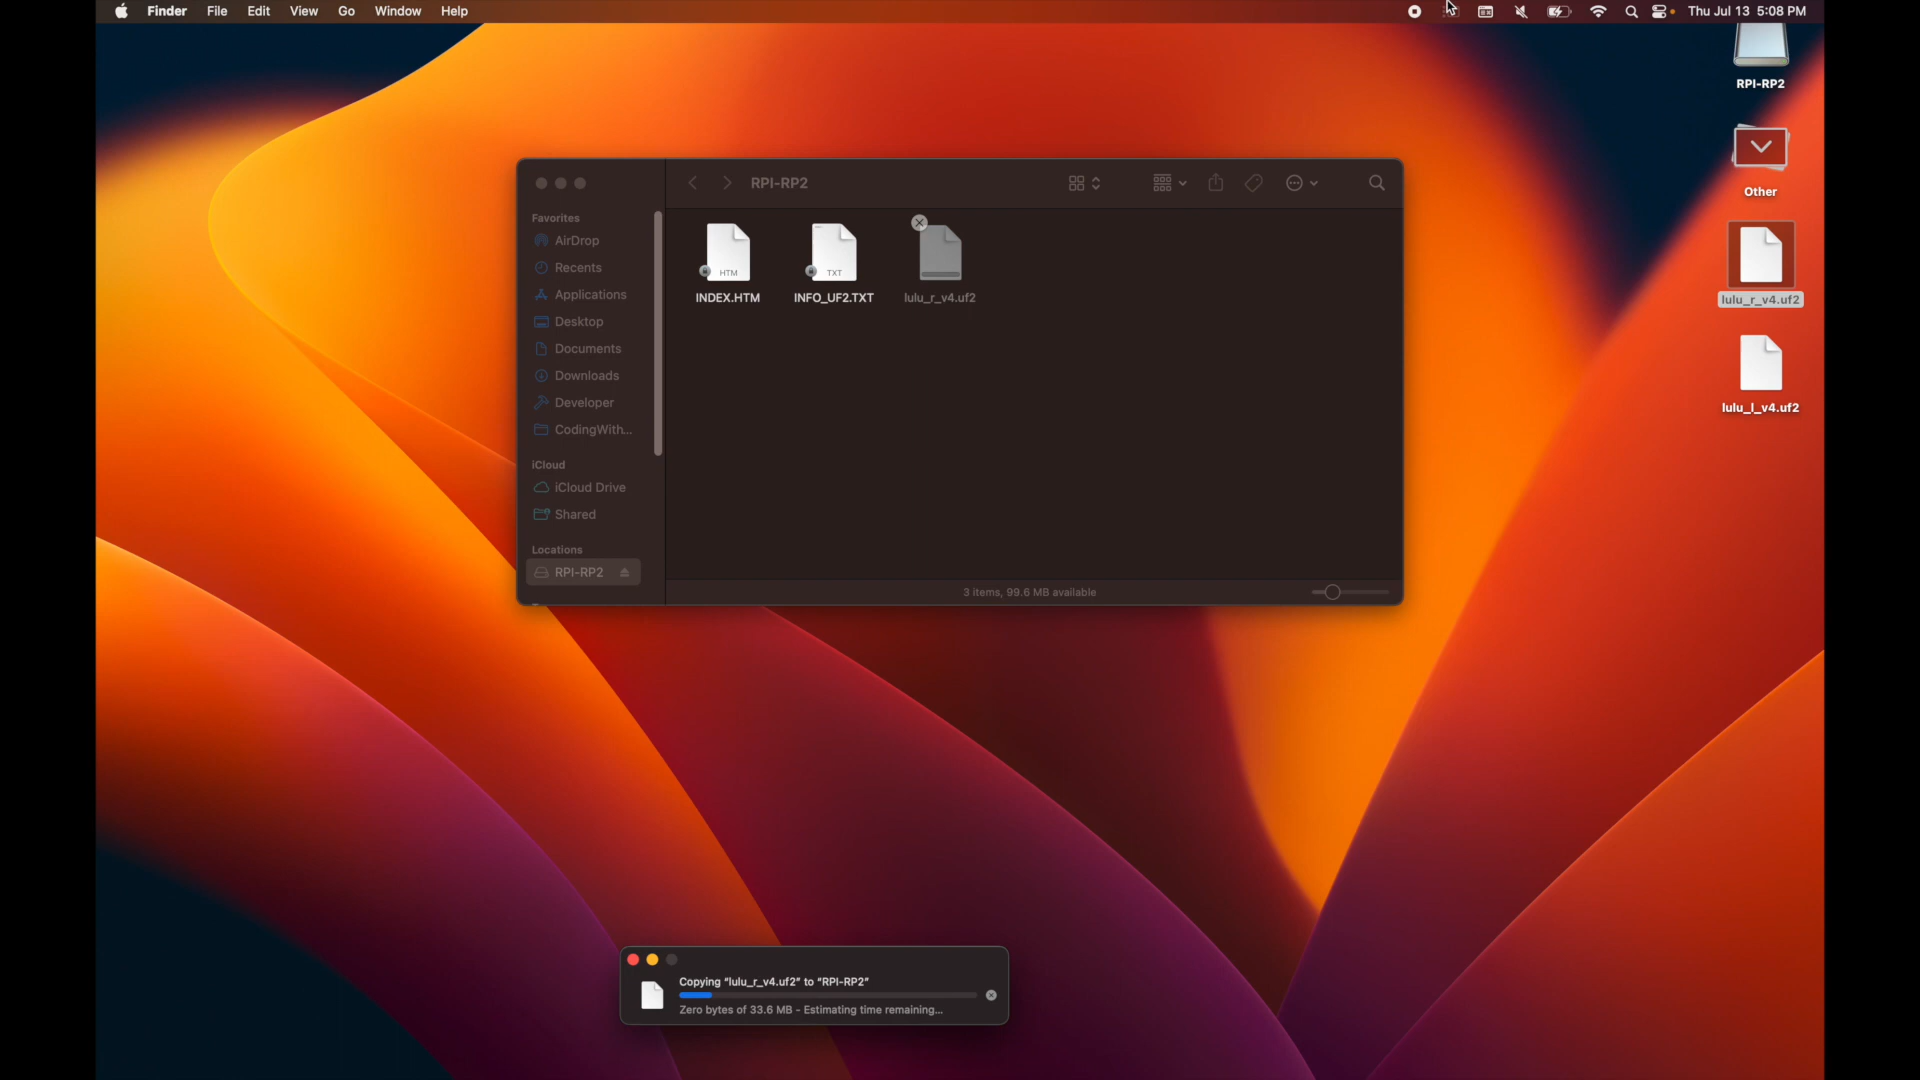 Finder File Edit View Go Window Help Thu Jul 13 5:08 PM
RPI-RP2
Other
lulu_r_v4.uf2
lulu_l_v4.uf2
RPI-RP2
Favorites
AirDrop
Recents
Applications
Desktop
Documents
Downloads
Developer
CodingWith...
iCloud
iCloud Drive
Shared
Locations
RPI-RP2
HTM
INDEX.HTM
TXT
INFO_UF2.TXT
lulu_r_v4.uf2
3 items, 99.6 MB available
Copying "lulu_r_v4.uf2" to "RPI-RP2"
Zero bytes of 33.6 MB - Estimating time remaining...